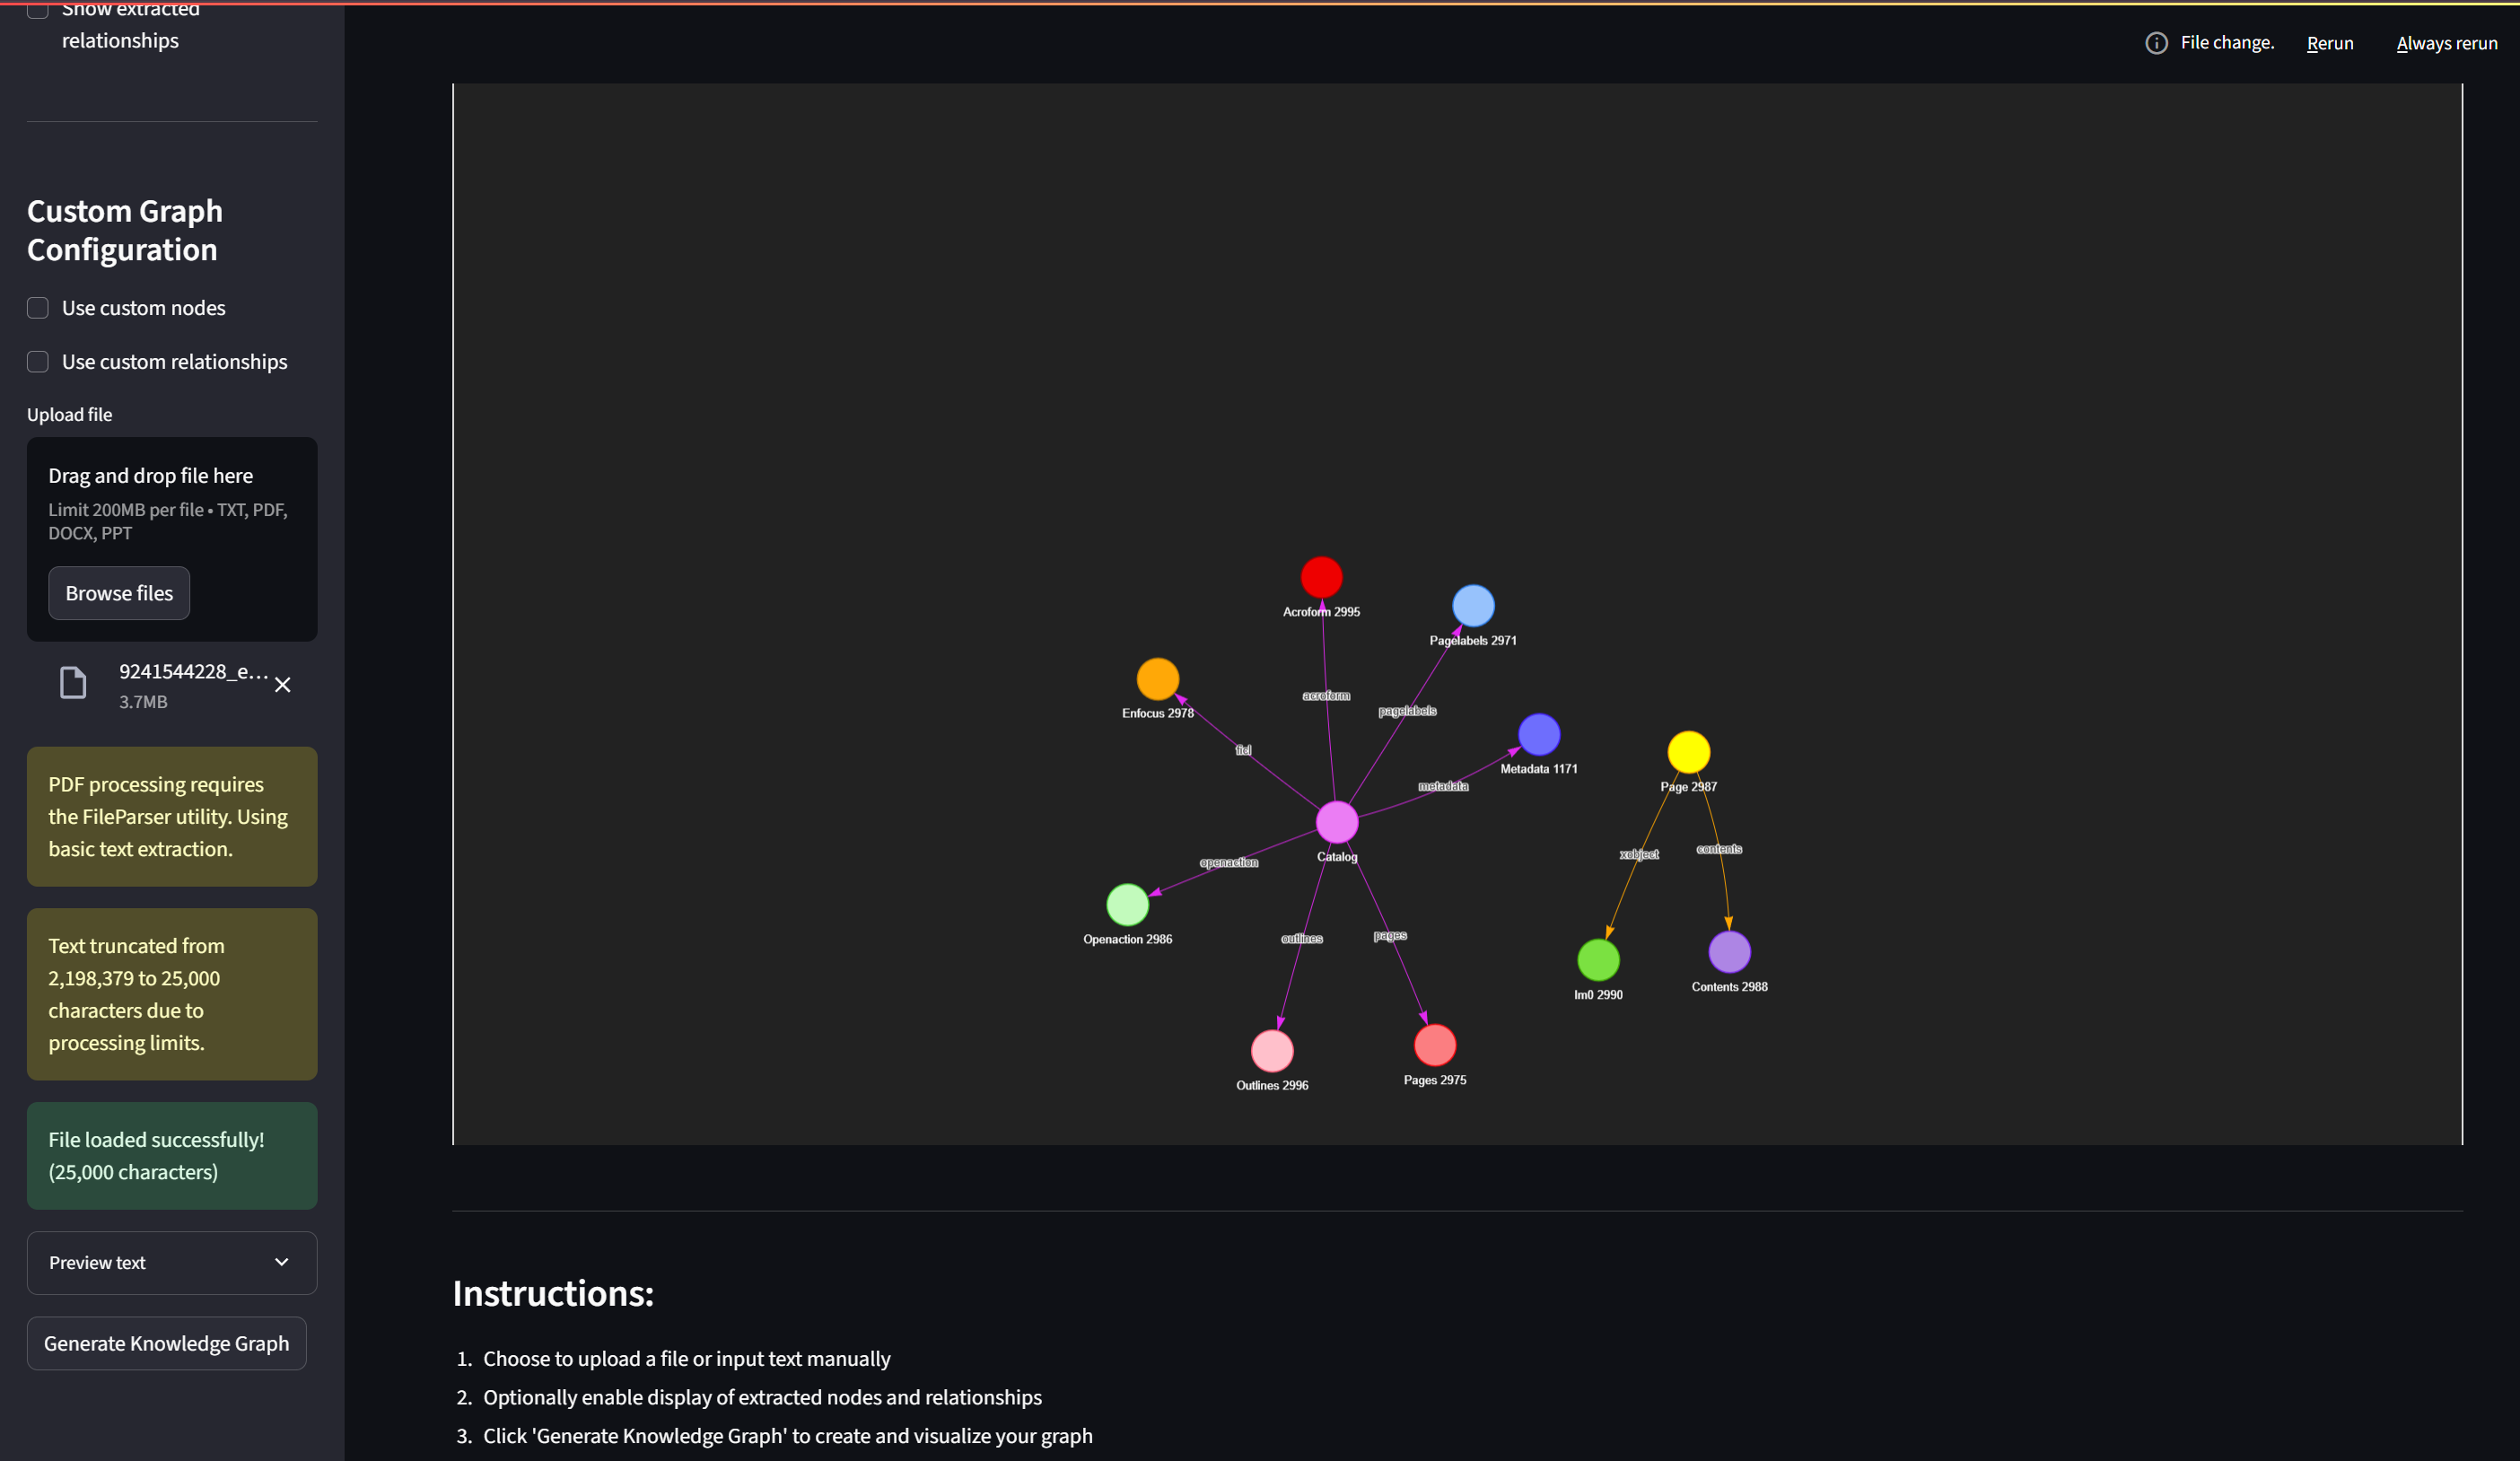 Show extracted
relationships
File change.
Rerun
Always rerun
Custom Graph
Configuration
Use custom nodes
Use custom relationships
Upload file
Drag and drop file here
Limit 200MB per file • TXT, PDF,
DOCX, PPT
Browse files
9241544228_e...
3.7MB
PDF processing requires
the FileParser utility. Using
basic text extraction.
Text truncated from
2,198,379 to 25,000
characters due to
processing limits.
File loaded successfully!
(25,000 characters)
Preview text
Generate Knowledge Graph
Acroform 2995
Pagelabels 2971
Enfocus 2978
acroform
pagelabels
ficl
Metadata 1171
metadata
Page 2987
Catalog
openaction
xobject
contents
Openaction 2986
outlines
pages
Im0 2990
Contents 2988
Outlines 2996
Pages 2975
Instructions:
1. Choose to upload a file or input text manually
2. Optionally enable display of extracted nodes and relationships
3. Click 'Generate Knowledge Graph' to create and visualize your graph